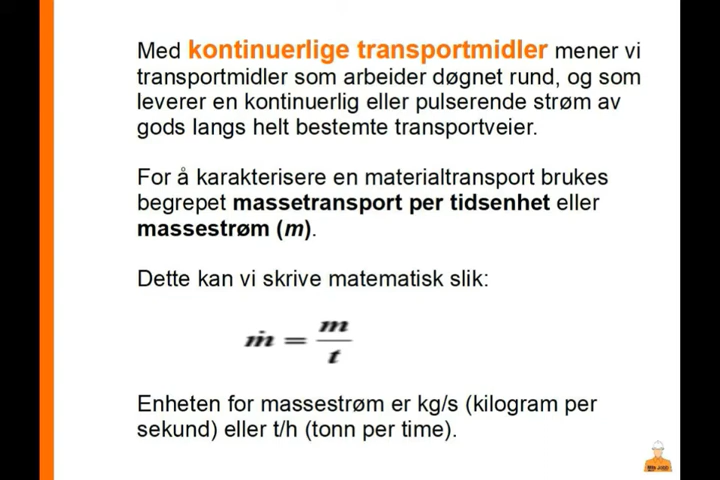 Med kontinuerlige transportmidler mener vi
transportmidler som arbeider døgnet rund, og som
leverer en kontinuerlig eller pulserende strøm av
gods langs helt bestemte transportveier.
For å karakterisere en materialtransport brukes
begrepet massetransport per tidsenhet eller
massestrøm (m).
Dette kan vi skrive matematisk slik:
ṁ = m/t
Enheten for massestrøm er kg/s (kilogram per
sekund) eller t/h (tonn per time).